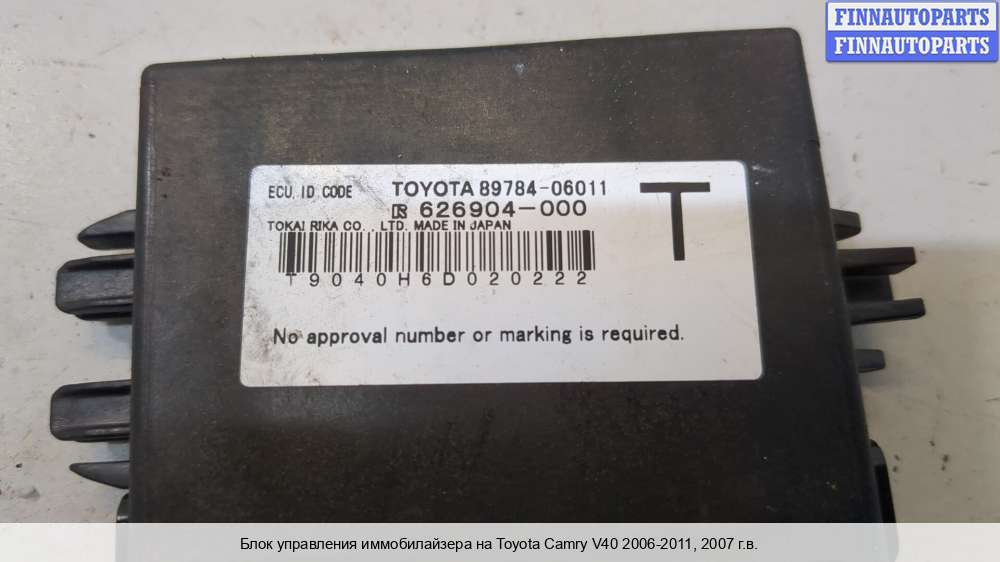 FINNAUTOPARTS
FINNAUTOPARTS
ECU. ID CODE TOYOTA 89784-06011
R 626904-000
TOKAI RIKA CO., LTD. MADE IN JAPAN
T
T9040H6D020222
No approval number or marking is required.
Блок управления иммобилайзера на Toyota Camry V40 2006-2011, 2007 г.в.